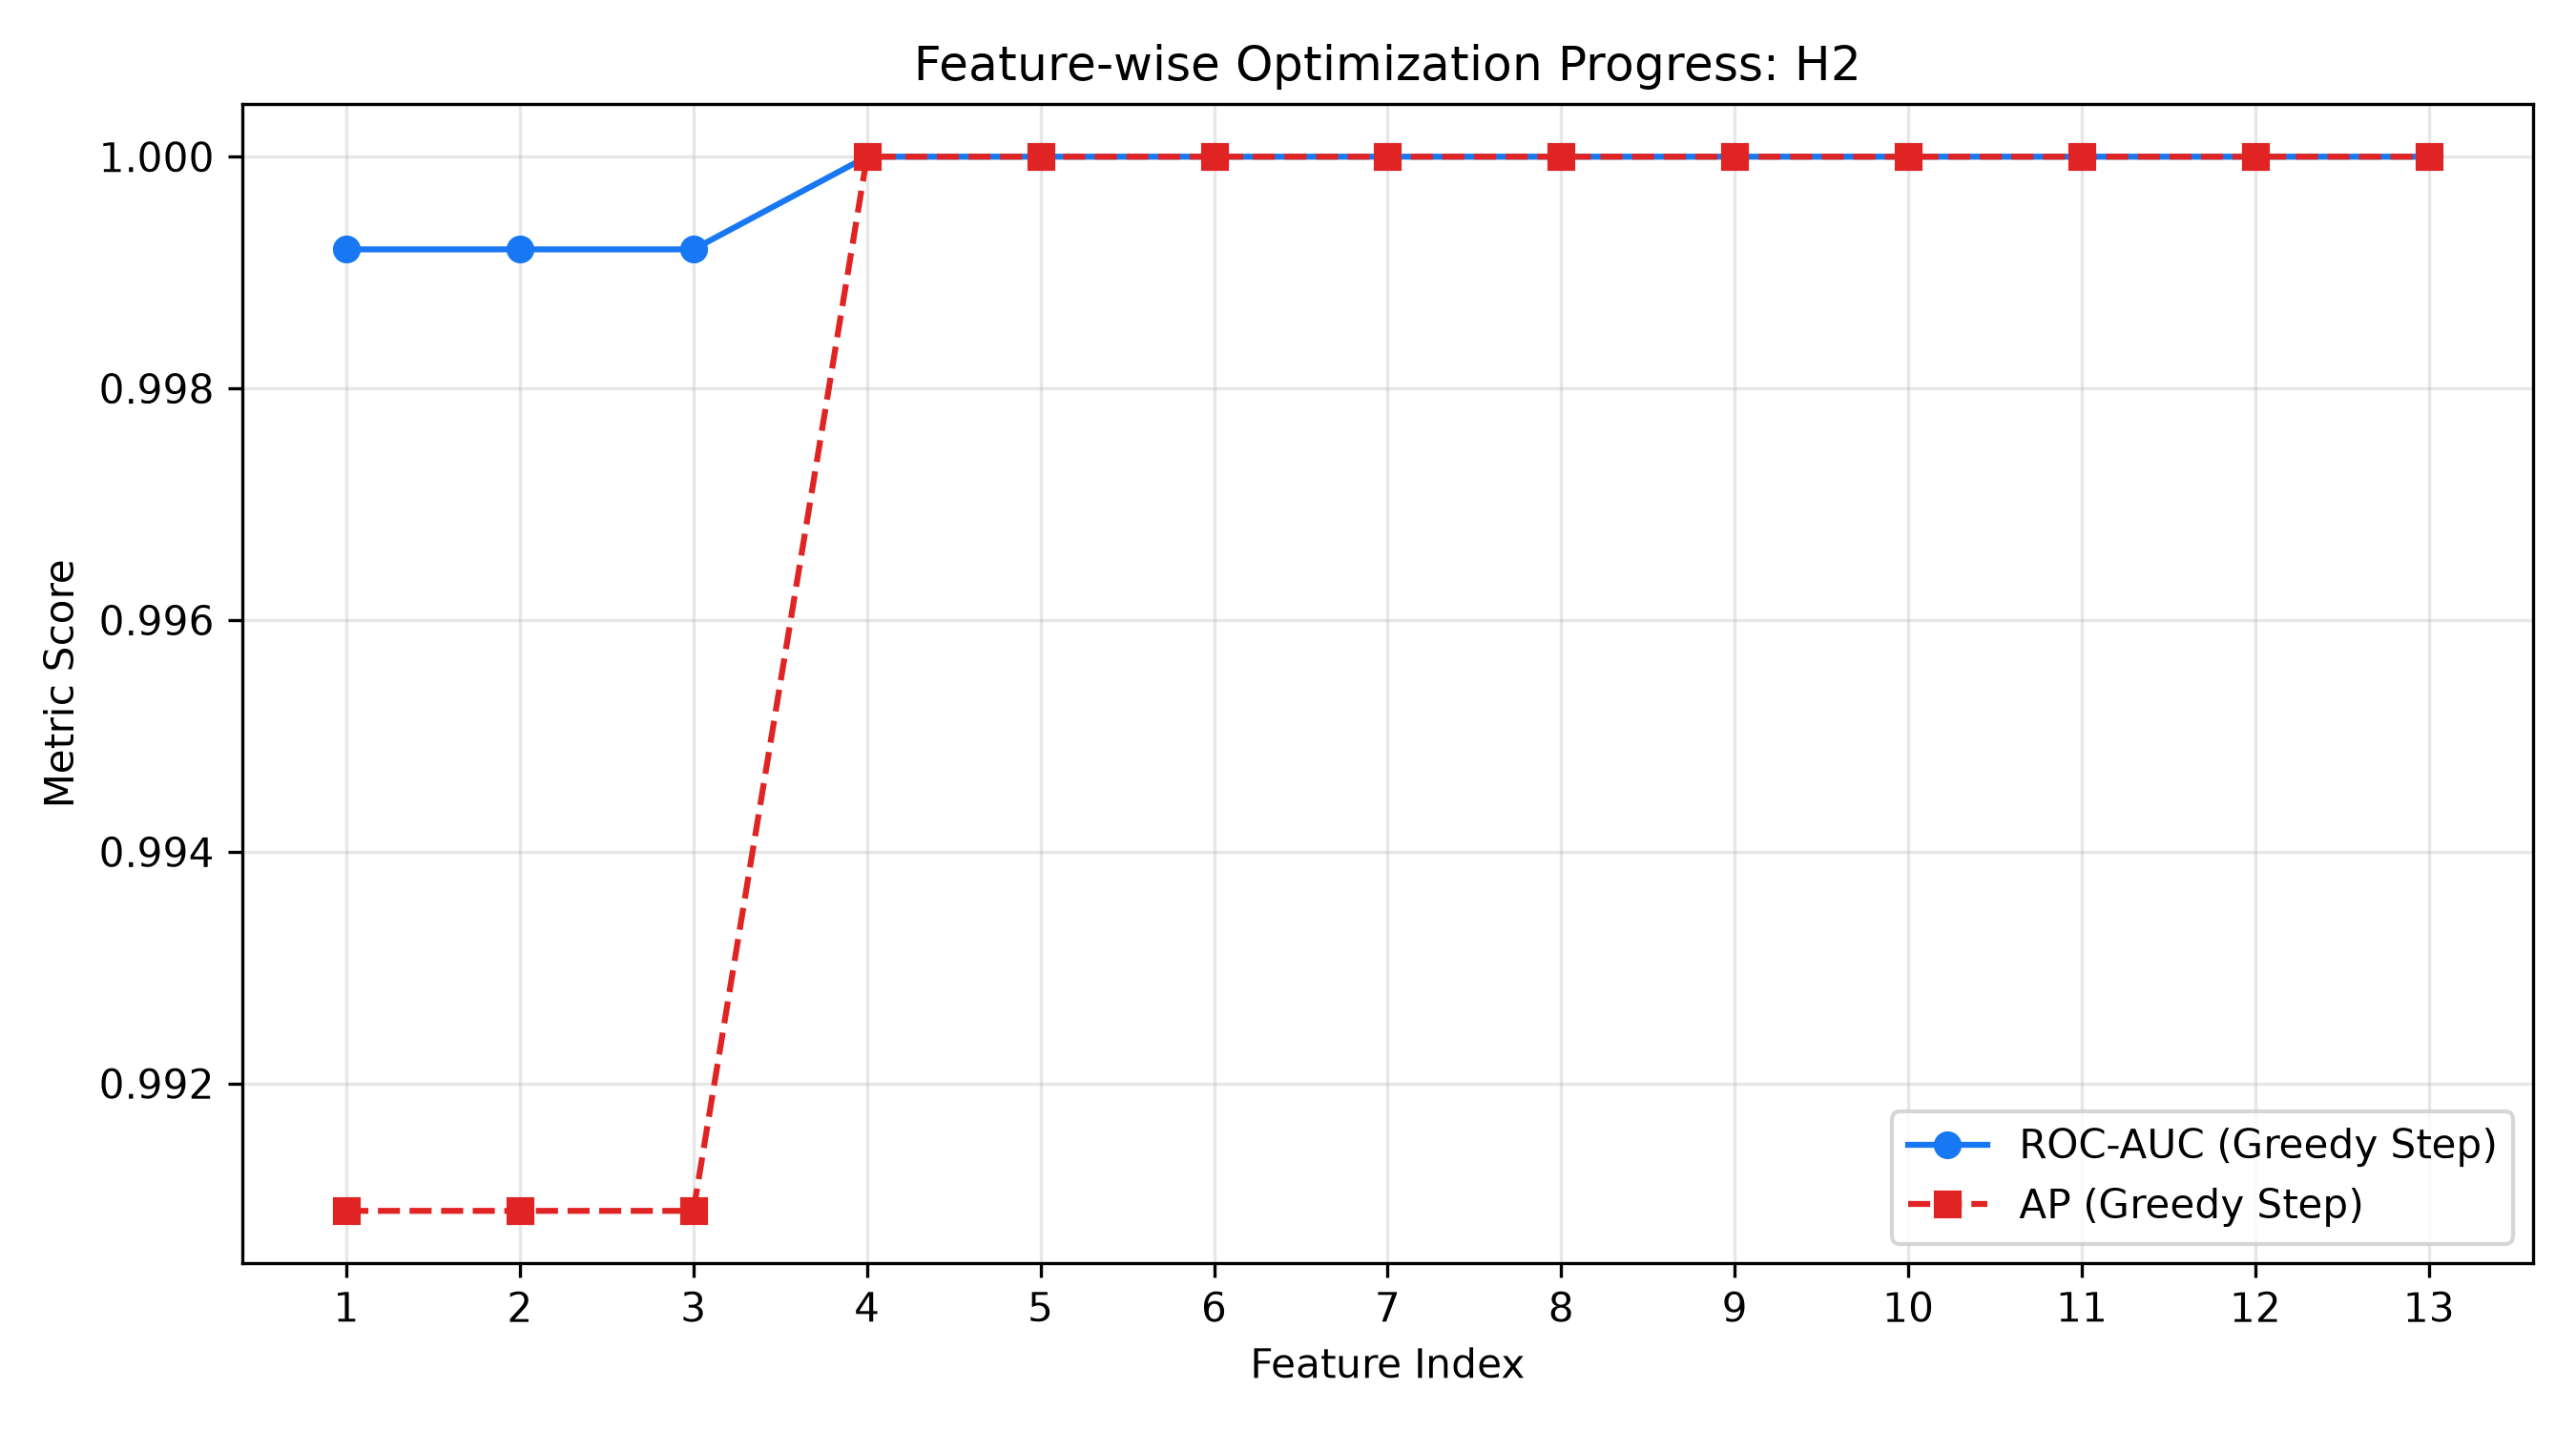 Feature-wise Optimization Progress: H2
1.000
0.998
0.996
0.994
0.992
Metric Score
ROC-AUC (Greedy Step)
AP (Greedy Step)
1 2 3 4 5 6 7 8 9 10 11 12 13
Feature Index